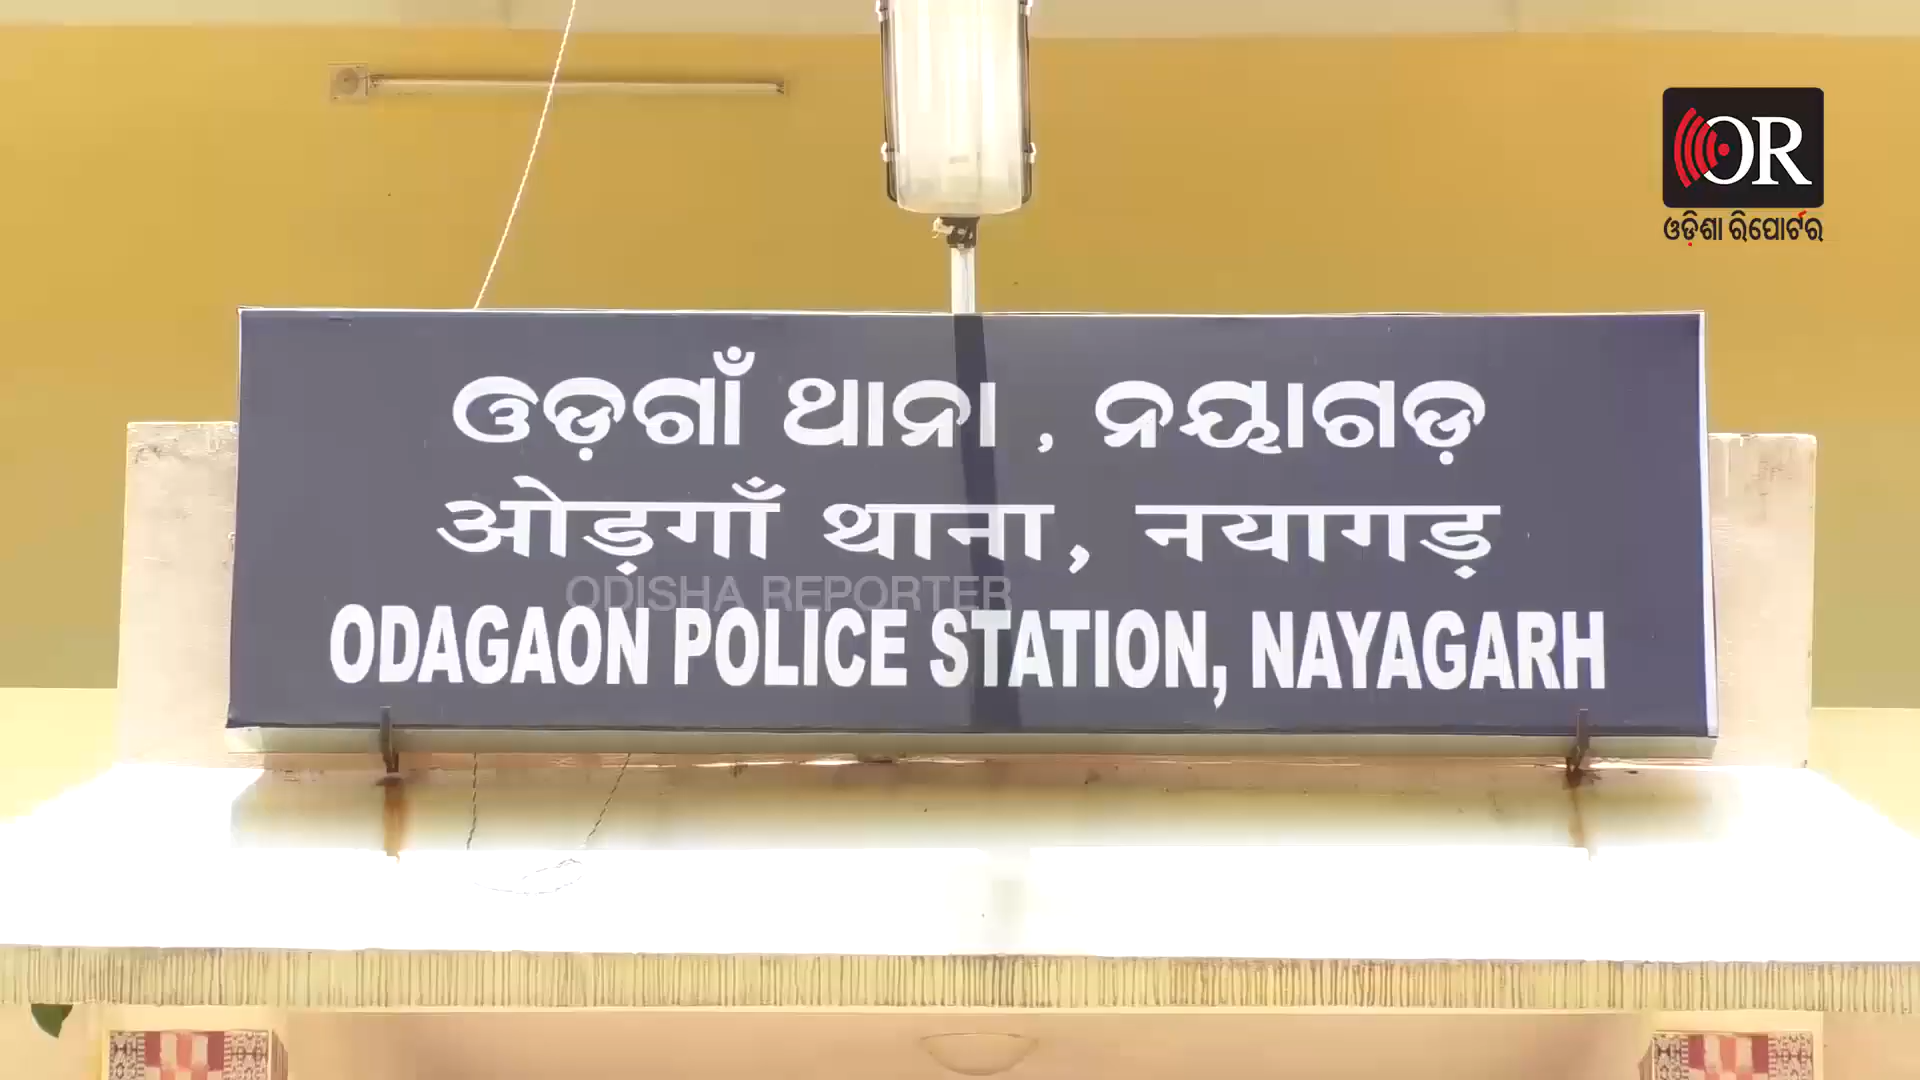 OR
ଓଡ଼ିଶା ରିପୋର୍ଟର
ଓଡ଼ଗାଁ ଥାନା , ନୟାଗଡ଼
ओड़गाँ थाना, नयागड़
ODISHA REPORTER
ODAGAON POLICE STATION, NAYAGARH